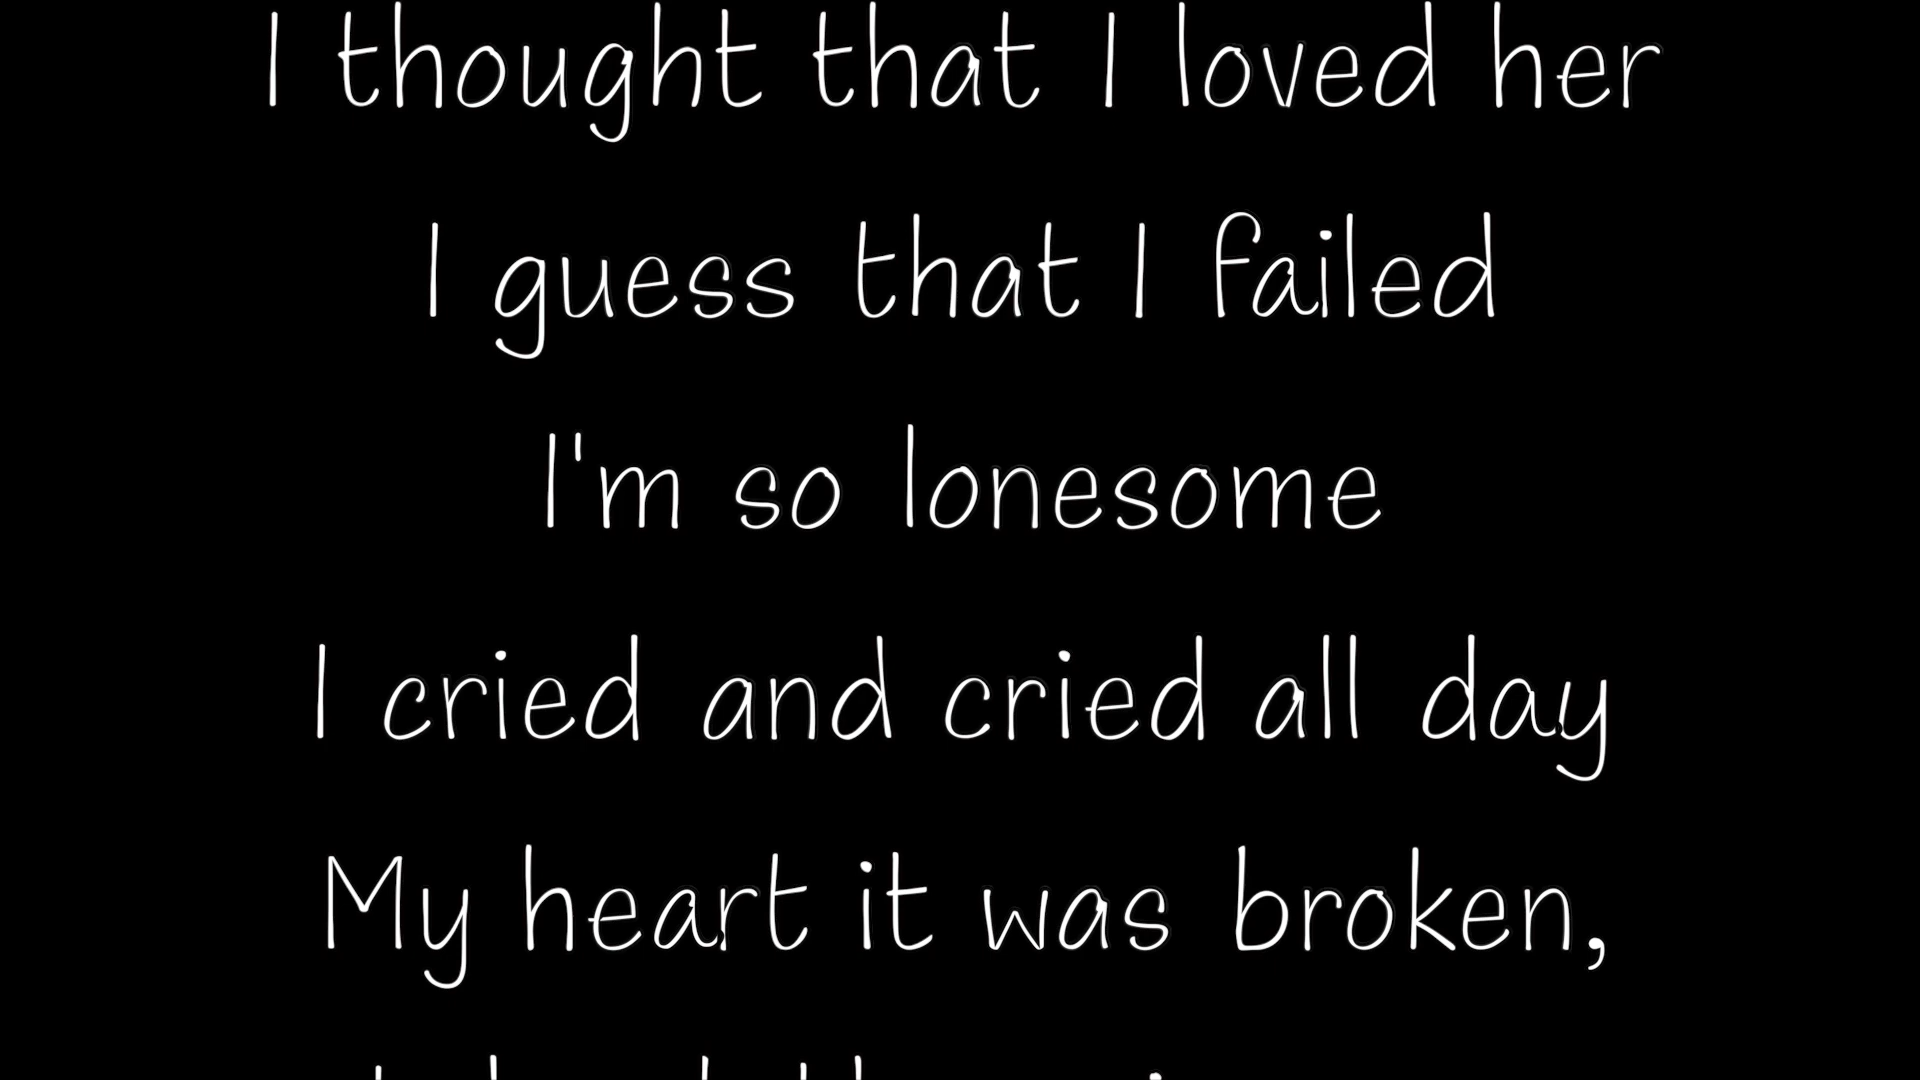 I thought that I loved her
I guess that I failed
I'm so lonesome
I cried and cried all day
My heart it was broken,